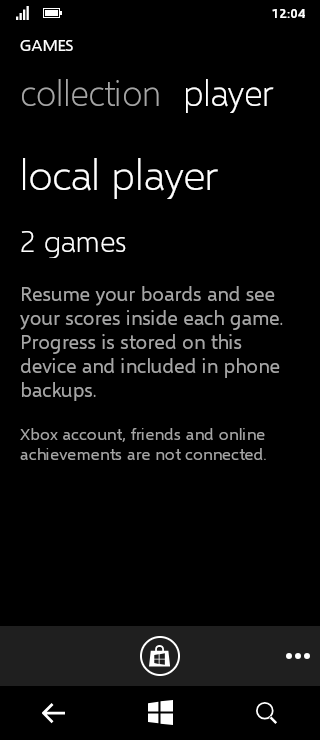 12:04
GAMES
collection player
local player
2 games
Resume your boards and see
your scores inside each game.
Progress is stored on this
device and included in phone
backups.
Xbox account, friends and online
achievements are not connected.